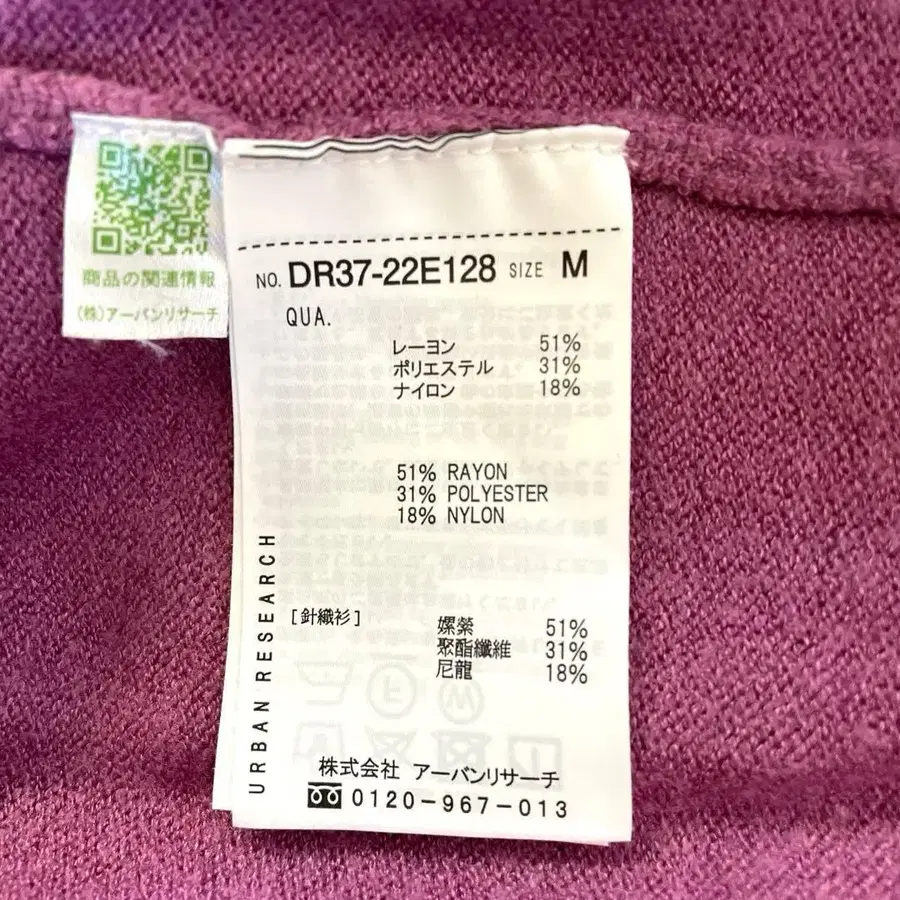 商品の関連情報
(株)アーバンリサーチ
NO. DR37-22E128 SIZE M
QUA.
レーヨン 51%
ポリエステル 31%
ナイロン 18%
51% RAYON
31% POLYESTER
18% NYLON
URBAN RESEARCH
[針織衫]
嫘縈 51%
聚酯纖維 31%
尼龍 18%
株式会社 アーバンリサーチ
0120-967-013